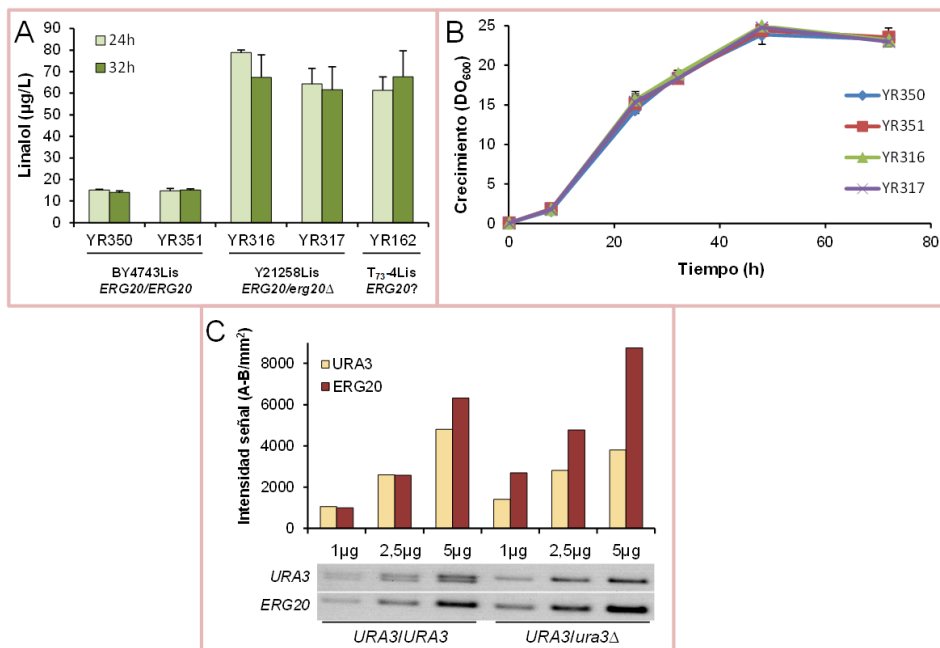 A
Linalol (µg/L)
90
80
70
60
50
40
30
20
10
0
24h
32h
YR350 YR351 YR316 YR317 YR162
BY4743Lis Y21258Lis T73-4Lis
ERG20/ERG20 ERG20/erg20Δ ERG20?
B
Crecimiento (DO600)
25
20
15
10
5
0
0 20 40 60 80
Tiempo (h)
YR350
YR351
YR316
YR317
C
Intensidad señal (A-B/mm²)
8000
6000
4000
2000
0
URA3
ERG20
1µg 2,5µg 5µg 1µg 2,5µg 5µg
URA3
ERG20
URA3/URA3 URA3/ura3Δ